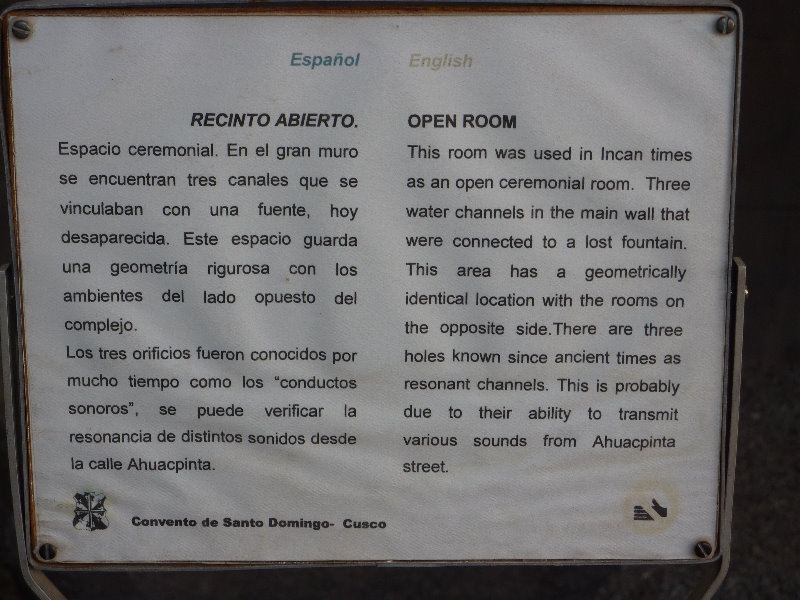 Español
RECINTO ABIERTO.
Espacio ceremonial. En el gran muro
se encuentran tres canales que se
vinculaban con una fuente, hoy
desaparecida. Este espacio guarda
una geometría rigurosa con los
ambientes del lado opuesto del
complejo.
Los tres orificios fueron conocidos por
mucho tiempo como los “conductos
sonoros”, se puede verificar la
resonancia de distintos sonidos desde
la calle Ahuacpinta.
English
OPEN ROOM
This room was used in Incan times
as an open ceremonial room. Three
water channels in the main wall that
were connected to a lost fountain.
This area has a geometrically
identical location with the rooms on
the opposite side.There are three
holes known since ancient times as
resonant channels. This is probably
due to their ability to transmit
various sounds from Ahuacpinta
street.
Convento de Santo Domingo- Cusco